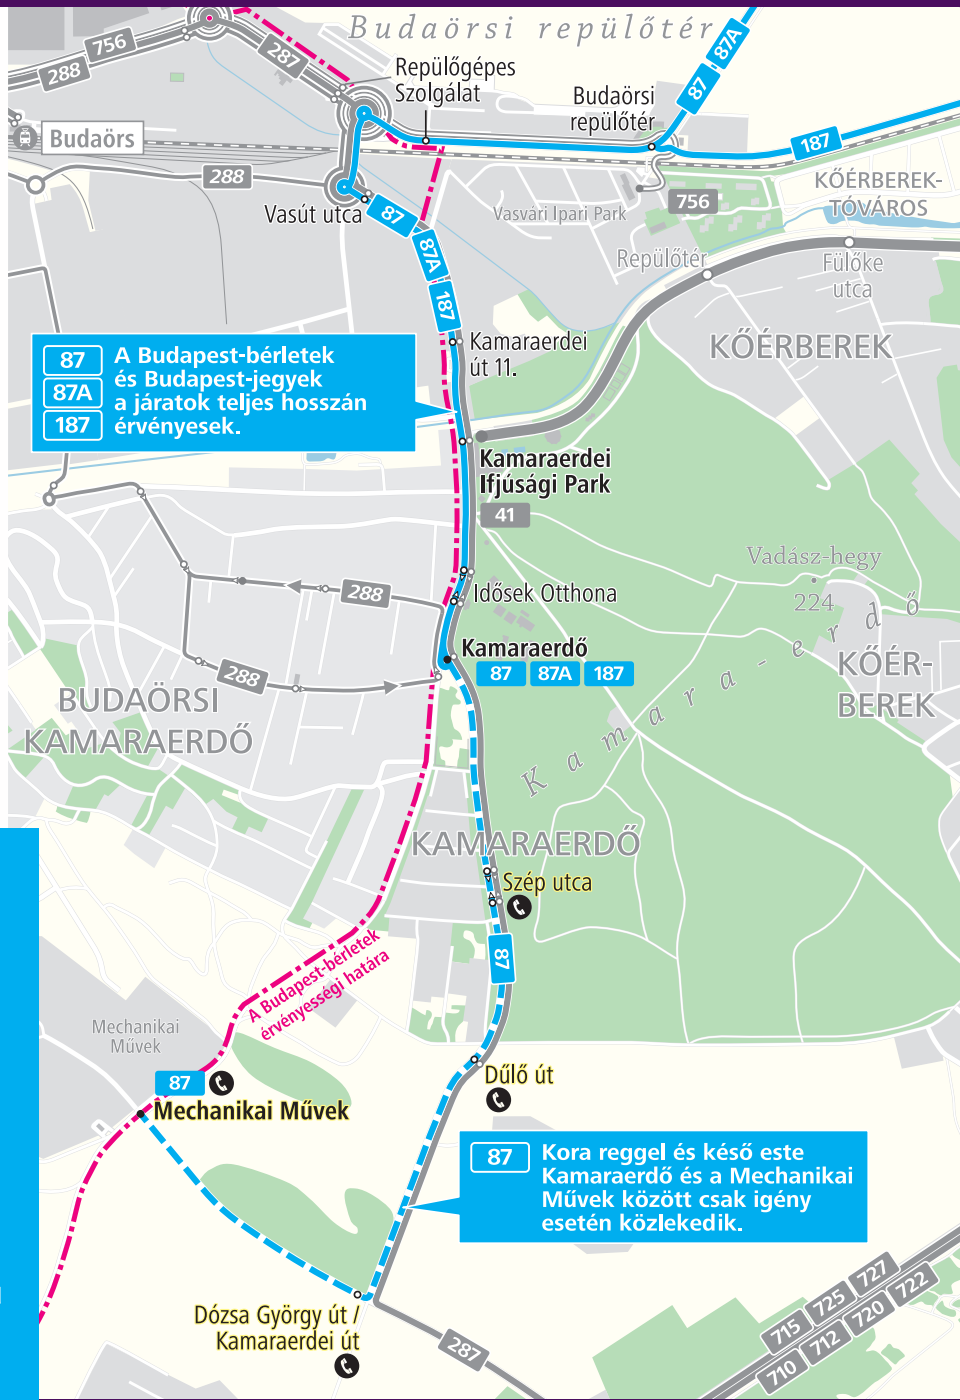 Budaörsi repülőtér
756
288
287
87A
87
Repülőgépes
Szolgálat
Budaörsi
repülőtér
187
Budaörs
288
Vasút utca
87
87A
187
Vasvári Ipari Park
756
KŐÉRBEREK-
TÓVÁROS
Repülőtér
Fülőke
utca
87
87A
187
A Budapest-bérletek
és Budapest-jegyek
a járatok teljes hosszán
érvényesek.
Kamaraerdei
út 11.
KŐÉRBEREK
Kamaraerdei
Ifjúsági Park
41
Vadász-hegy
224
288
Idősek Otthona
Kamaraerdő
87 87A 187
288
Kamara-erdő
KŐÉR-
BEREK
BUDAÖRSI
KAMARAERDŐ
KAMARAERDŐ
Szép utca
87
A Budapest-bérletek
érvényességi határa
Mechanikai
Művek
87
Mechanikai Művek
Dűlő út
87
Kora reggel és késő este
Kamaraerdő és a Mechanikai
Művek között csak igény
esetén közlekedik.
Dózsa György út /
Kamaraerdei út
287
715 725 727
710 712 720 722